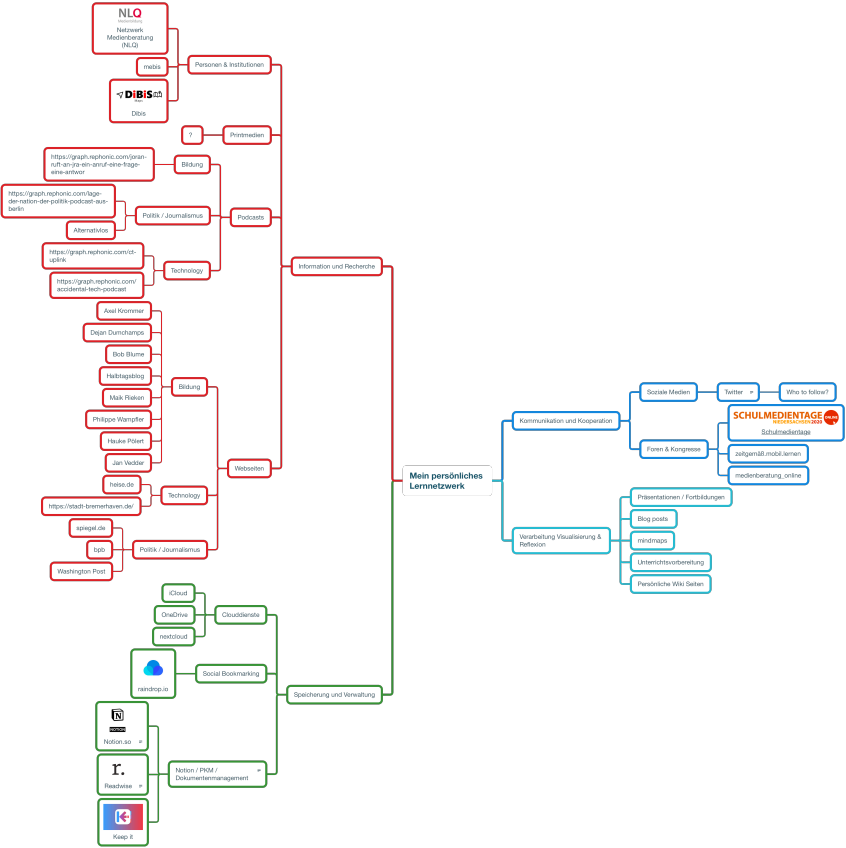 NLQ
Netzwerk
Medienberatung
(NLQ)
mebis
DiBiS
Dibis
Personen & Institutionen
?
Printmedien
https://graph.rephonic.com/joran-
ruft-an-jra-ein-anruf-eine-frage-
eine-antwor
Bildung
https://graph.rephonic.com/lage-
der-nation-der-politik-podcast-aus-
berlin
Alternativlos
Politik / Journalismus
https://graph.rephonic.com/ct-
uplink
https://graph.rephonic.com/
accidental-tech-podcast
Technology
Podcasts
Information und Recherche
Axel Krommer
Dejan Dumchaps
Bob Blume
Halbtagsblog
Maik Rieken
Philippe Wampfler
Hauke Pölert
Jan Vedder
Bildung
heise.de
https://stadt-bremerhaven.de/
Technology
spiegel.de
bpb
Washington Post
Politik / Journalismus
Webseiten
Mein persönliches
Lernnetzwerk
iCloud
OneDrive
nextcloud
Clouddienste
raindrop.io
Social Bookmarking
N
NOTION
Notion.so
r.
Readwise
Keep it
Notion / PKM /
Dokumentenmanagement
Speicherung und Verwaltung
Kommunikation und Kooperation
Soziale Medien
Twitter
Who to follow?
Foren & Kongresse
SCHULMEDIENTAGE ONLINE
NIEDERSACHSEN 2020
Schulmedientage
zeitgemäß.mobil.lernen
medienberatung_online
Verarbeitung Visualisierung &
Reflexion
Präsentationen / Fortbildungen
Blog posts
mindmaps
Unterrichtsvorbereitung
Persönliche Wiki Seiten